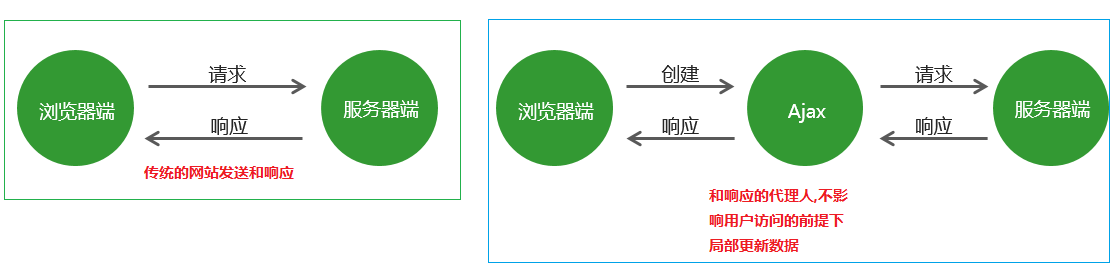 请求
浏览器端
服务器端
响应
传统的网站发送和响应
创建
请求
浏览器端
Ajax
服务器端
响应
响应
和响应的代理人,不影
响用户访问的前提下
局部更新数据